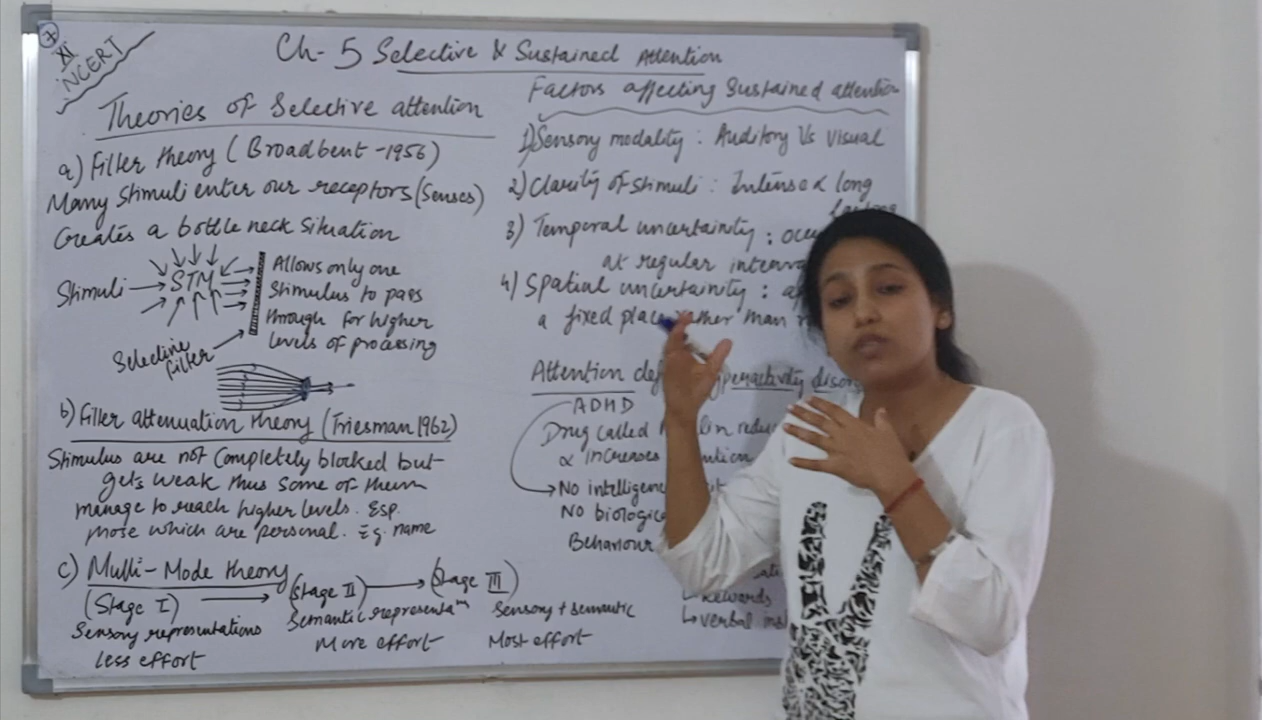 7
XI
NCERT
Ch-5 Selective & Sustained Attention
Theories of Selective attention
a) Filter theory (Broadbent-1956)
Many stimuli enter our receptors (senses)
Creates a bottle neck situation
Stimuli → STM
Allows only one
Stimulus to pass
through for higher
levels of processing
Selective
filter
b) Filter attenuation theory (Triesman 1962)
Stimulus are not completely blocked but
gets weak thus some of them
manage to reach higher levels. Esp.
those which are personal. Eg. name
c) Multi-Mode theory
(Stage I) → (Stage II) → (Stage III)
Sensory representations
less effort
Semantic representatn
More effort
Sensory + semantic
Most effort
Factors affecting Sustained attention
1) Sensory modality : Auditory Vs visual
2) Clarity of stimuli : Intense & long
3) Temporal uncertainty :
at regular
4) Spatial uncertainty :
a fixed place rather than
Attention
ADHD
Drug called
& increases
→ No
No
Behaviour
↳ Rewards
↳ verbal